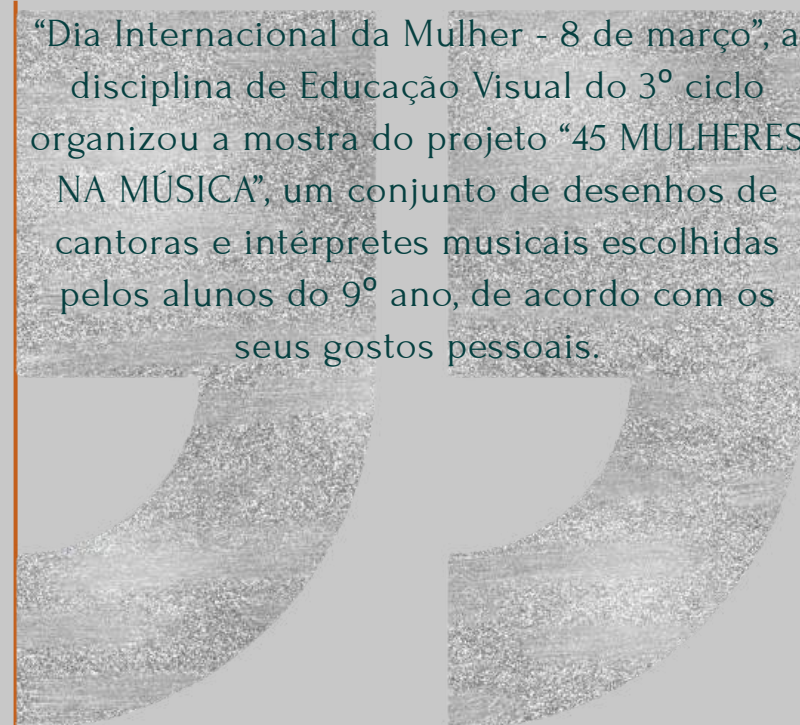 “Dia Internacional da Mulher - 8 de março”, a
disciplina de Educação Visual do 3º ciclo
organizou a mostra do projeto “45 MULHERES
NA MÚSICA”, um conjunto de desenhos de
cantoras e intérpretes musicais escolhidas
pelos alunos do 9º ano, de acordo com os
seus gostos pessoais.